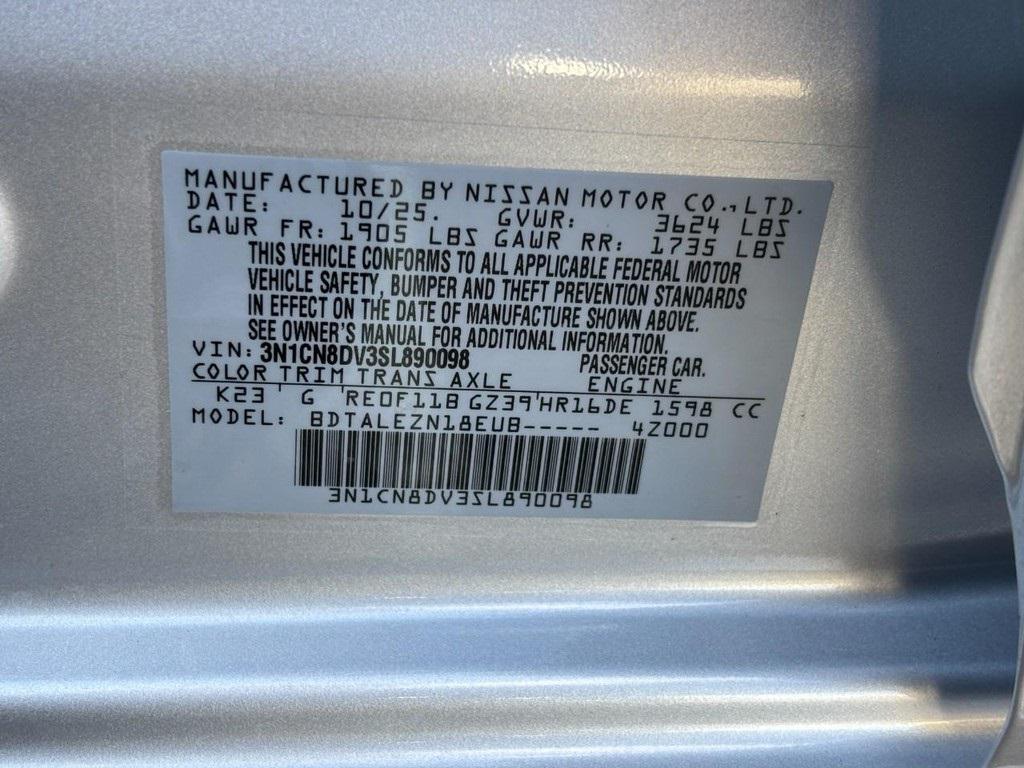 MANUFACTURED BY NISSAN MOTOR CO.,LTD.
DATE: 10/25. GVWR: 3624 LBS
GAWR FR: 1905 LBS GAWR RR: 1735 LBS
THIS VEHICLE CONFORMS TO ALL APPLICABLE FEDERAL MOTOR
VEHICLE SAFETY, BUMPER AND THEFT PREVENTION STANDARDS
IN EFFECT ON THE DATE OF MANUFACTURE SHOWN ABOVE.
SEE OWNER'S MANUAL FOR ADDITIONAL INFORMATION.
VIN: 3N1CN8DV3SL890098 PASSENGER CAR.
COLOR TRIM TRANS AXLE ENGINE
K23 G RE0F11B GZ39 HR16DE 1598 CC
MODEL: BDTALEZN18EUB----- 4Z000
3N1CN8DV3SL890098